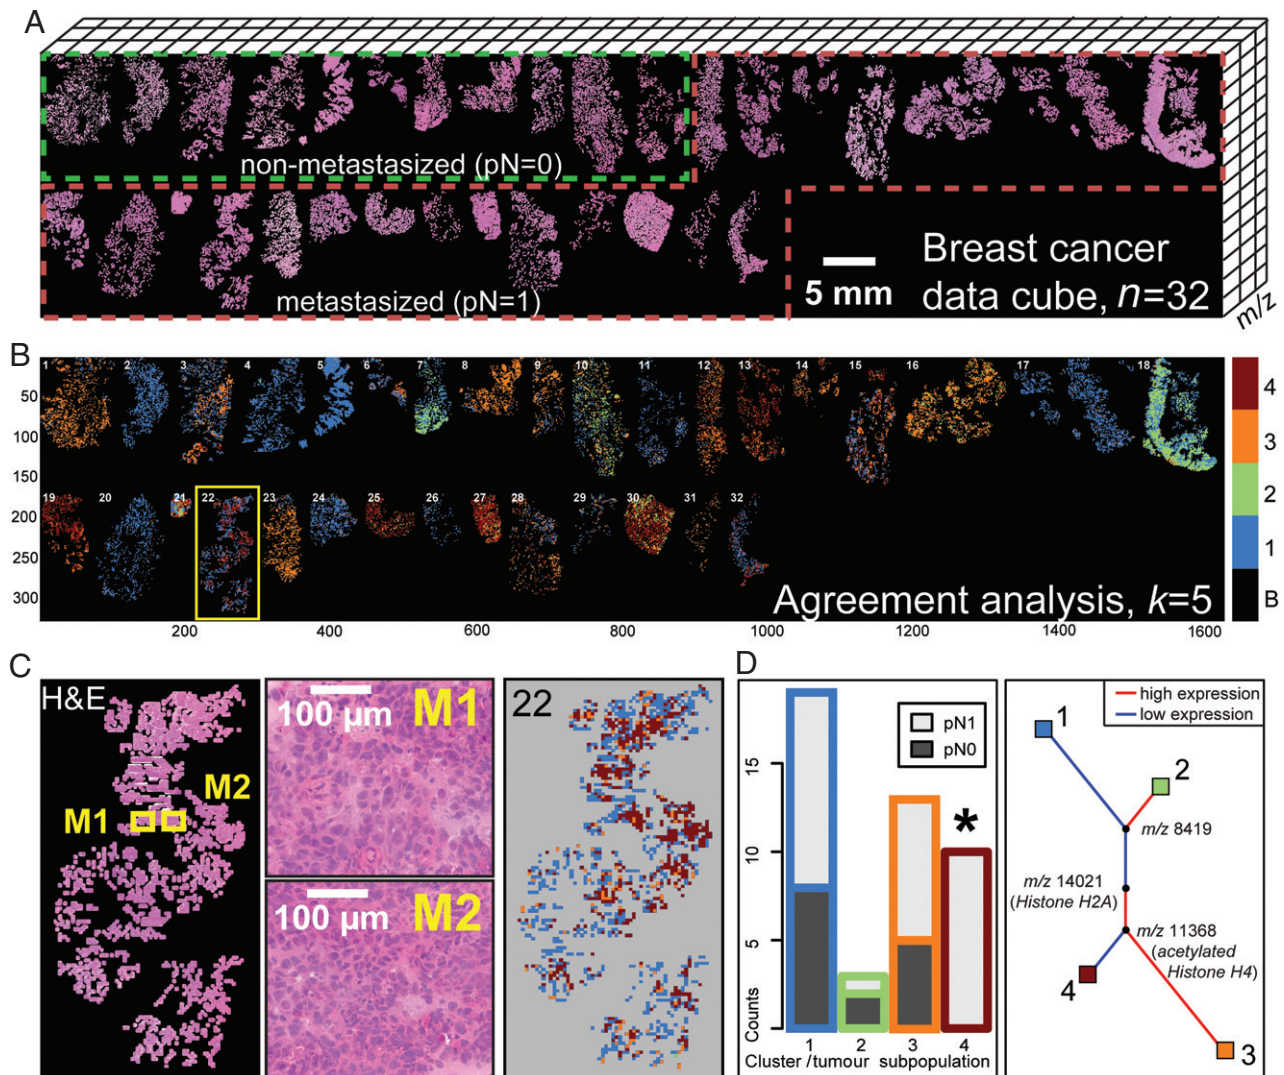 A
non-metastasized (pN=0)
metastasized (pN=1)
5 mm
Breast cancer
data cube, n=32
m/z
B
1 2 3 4 5 6 7 8 9 10 11 12 13 14 15 16 17 18
50
100
150
19 20 21 22 23 24 25 26 27 28 29 30 31 32
200
250
300
Agreement analysis, k=5
200 400 600 800 1000 1200 1400 1600
4
3
2
1
B
C
H&E
M1
M2
100 µm
M1
100 µm
M2
22
D
pN1
pN0
*
15
10
5
Counts
1 2 3 4
Cluster /tumour subpopulation
high expression
low expression
1
2
m/z 8419
m/z 14021
(Histone H2A)
m/z 11368
(acetylated
Histone H4)
4
3